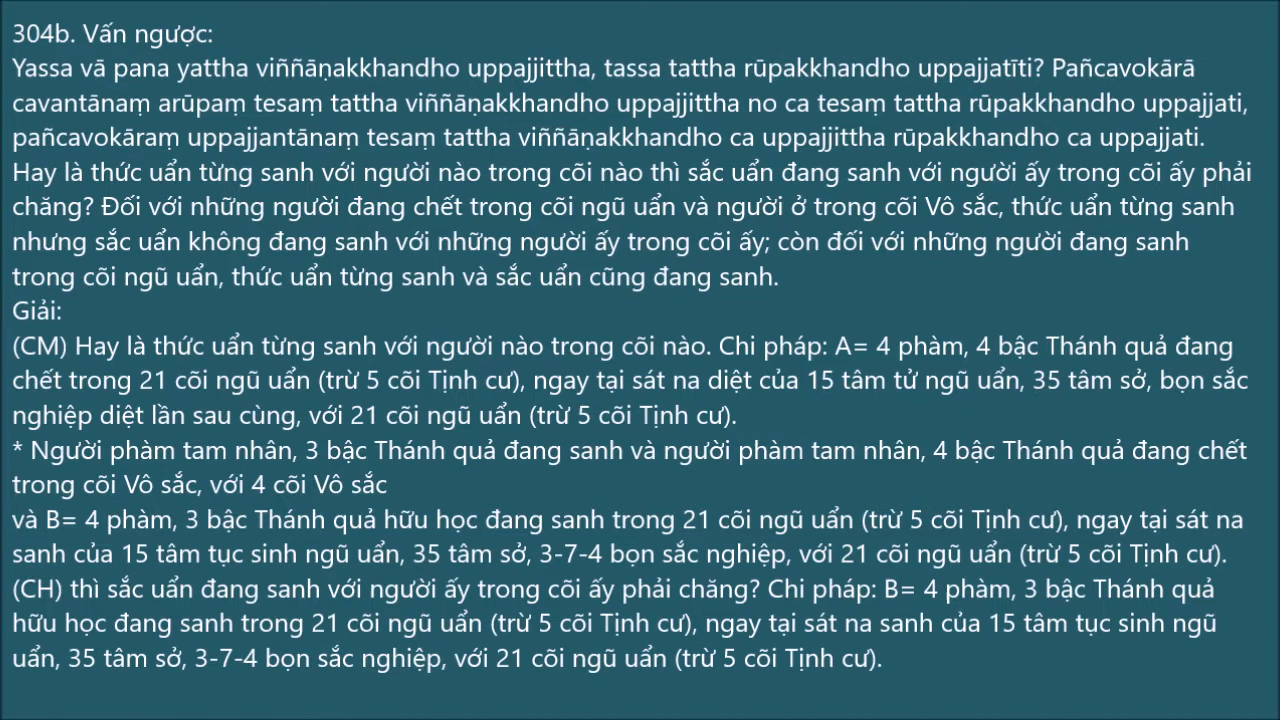 304b. Vấn ngược:
Yassa vā pana yattha viññāṇakkhandho uppajjittha, tassa tattha rūpakkhandho uppajjatīti? Pañcavokārā
cavantānaṃ arūpaṃ tesaṃ tattha viññāṇakkhandho uppajjittha no ca tesaṃ tattha rūpakkhandho uppajjati,
pañcavokāraṃ uppajjantānaṃ tesaṃ tattha viññāṇakkhandho ca uppajjittha rūpakkhandho ca uppajjati.
Hay là thức uẩn từng sanh với người nào trong cõi nào thì sắc uẩn đang sanh với người ấy trong cõi ấy phải
chăng? Đối với những người đang chết trong cõi ngũ uẩn và người ở trong cõi Vô sắc, thức uẩn từng sanh
nhưng sắc uẩn không đang sanh với những người ấy trong cõi ấy; còn đối với những người đang sanh
trong cõi ngũ uẩn, thức uẩn từng sanh và sắc uẩn cũng đang sanh.
Giải:
(CM) Hay là thức uẩn từng sanh với người nào trong cõi nào. Chi pháp: A= 4 phàm, 4 bậc Thánh quả đang
chết trong 21 cõi ngũ uẩn (trừ 5 cõi Tịnh cư), ngay tại sát na diệt của 15 tâm tử ngũ uẩn, 35 tâm sở, bọn sắc
nghiệp diệt lần sau cùng, với 21 cõi ngũ uẩn (trừ 5 cõi Tịnh cư).
* Người phàm tam nhân, 3 bậc Thánh quả đang sanh và người phàm tam nhân, 4 bậc Thánh quả đang chết
trong cõi Vô sắc, với 4 cõi Vô sắc
và B= 4 phàm, 3 bậc Thánh quả hữu học đang sanh trong 21 cõi ngũ uẩn (trừ 5 cõi Tịnh cư), ngay tại sát na
sanh của 15 tâm tục sinh ngũ uẩn, 35 tâm sở, 3-7-4 bọn sắc nghiệp, với 21 cõi ngũ uẩn (trừ 5 cõi Tịnh cư).
(CH) thì sắc uẩn đang sanh với người ấy trong cõi ấy phải chăng? Chi pháp: B= 4 phàm, 3 bậc Thánh quả
hữu học đang sanh trong 21 cõi ngũ uẩn (trừ 5 cõi Tịnh cư), ngay tại sát na sanh của 15 tâm tục sinh ngũ
uẩn, 35 tâm sở, 3-7-4 bọn sắc nghiệp, với 21 cõi ngũ uẩn (trừ 5 cõi Tịnh cư).